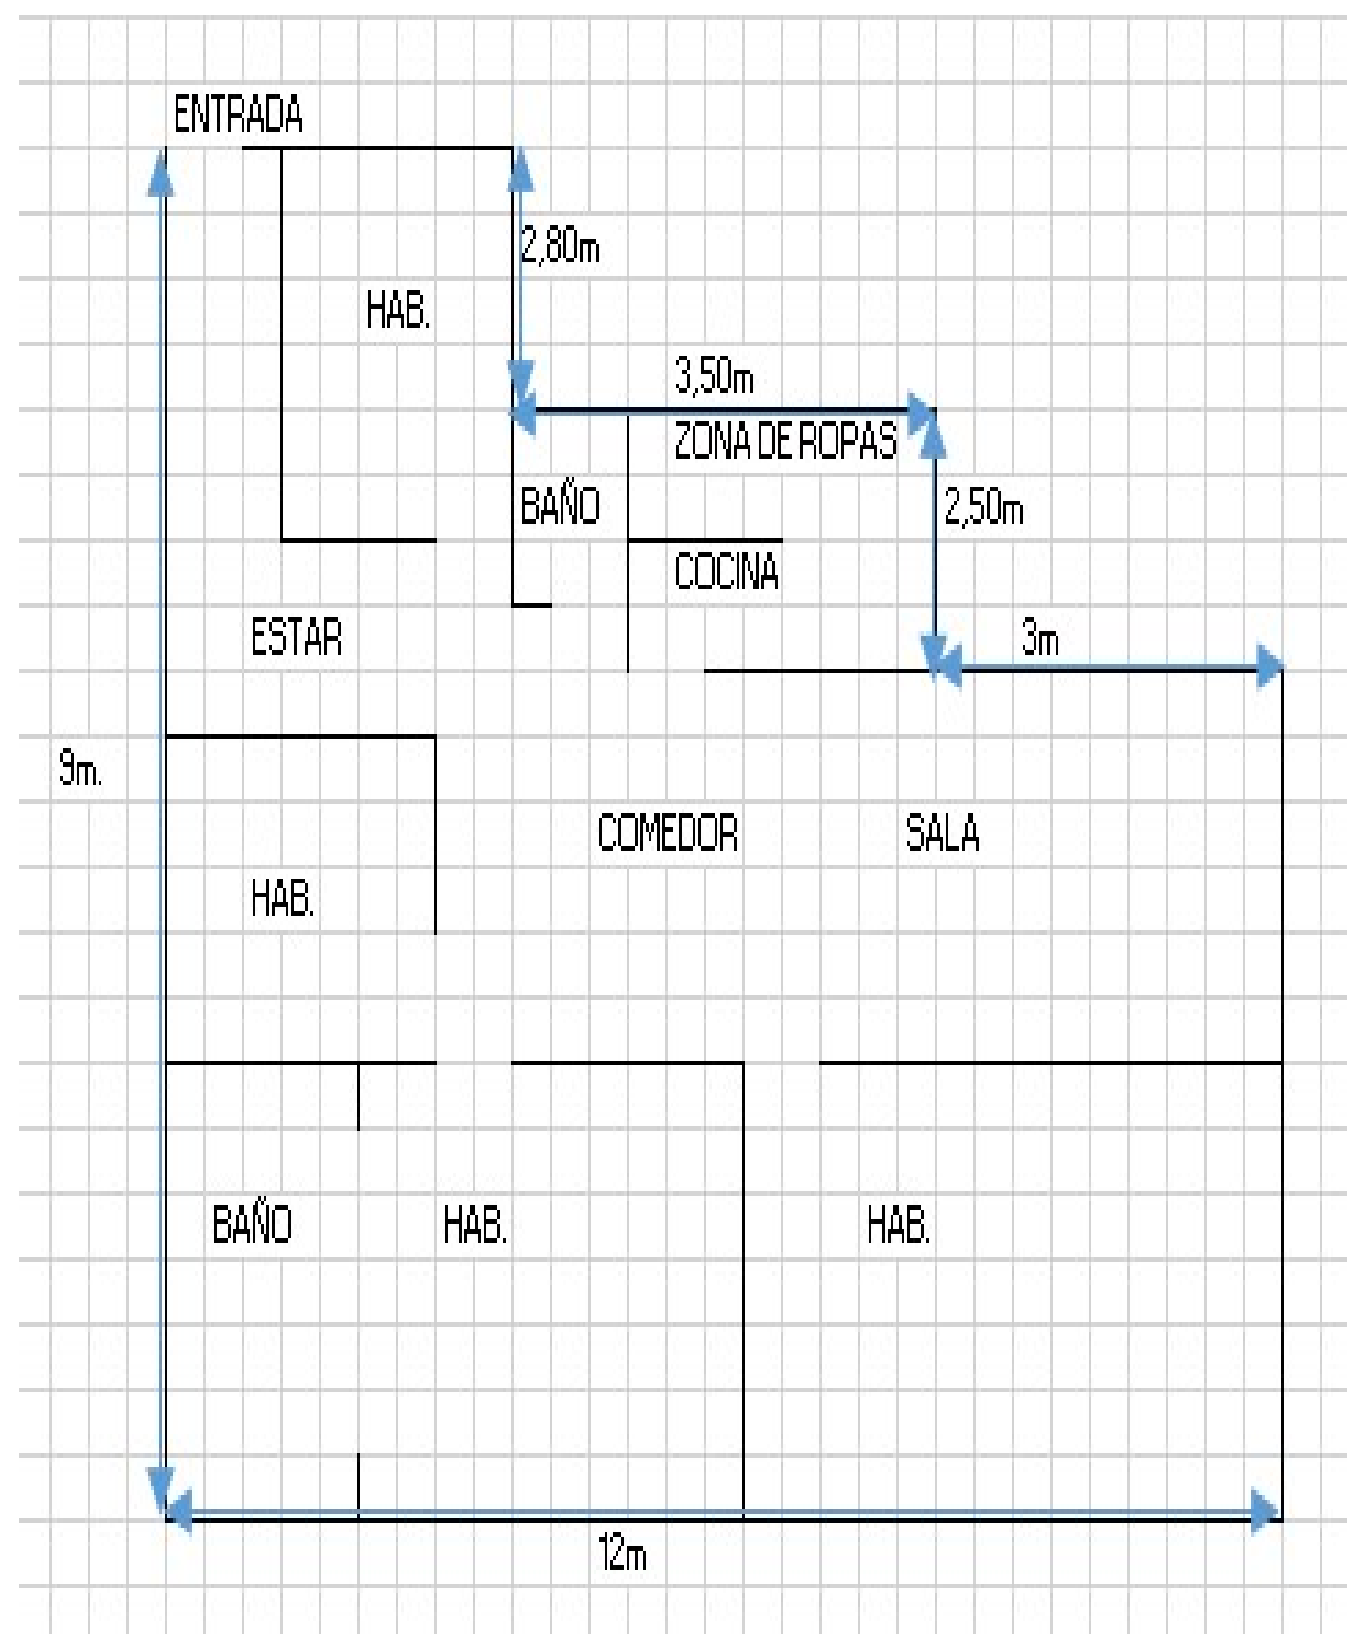 ENTRADA
2,80m
HAB.
3,50m
ZONA DE ROPAS
BAÑO
2,50m
COCINA
ESTAR
3m
9m.
COMEDOR
SALA
HAB.
BAÑO
HAB.
HAB.
12m